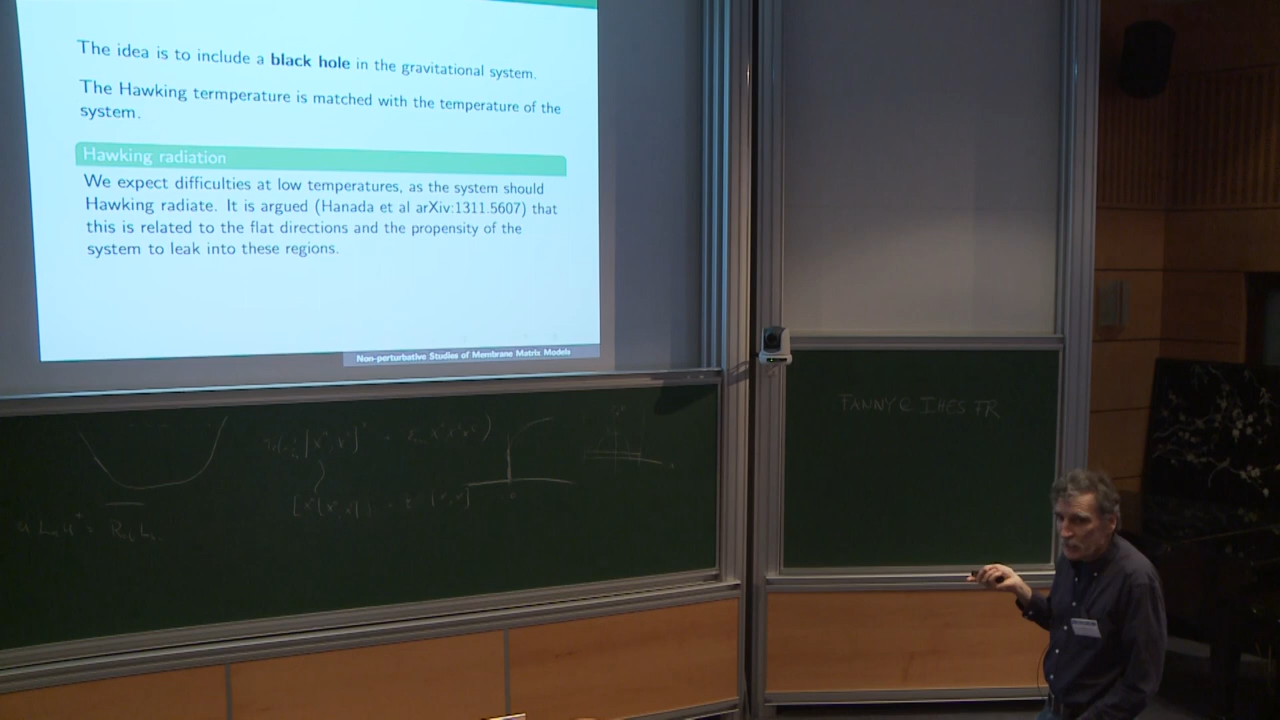 The idea is to include a black hole in the gravitational system.
The Hawking termperature is matched with the temperature of the
system.
Hawking radiation
We expect difficulties at low temperatures, as the system should
Hawking radiate. It is argued (Hanada et al arXiv:1311.5607) that
this is related to the flat directions and the propensity of the
system to leak into these regions.
Non-perturbative Studies of Membrane Matrix Models
FANNY@IHES FR